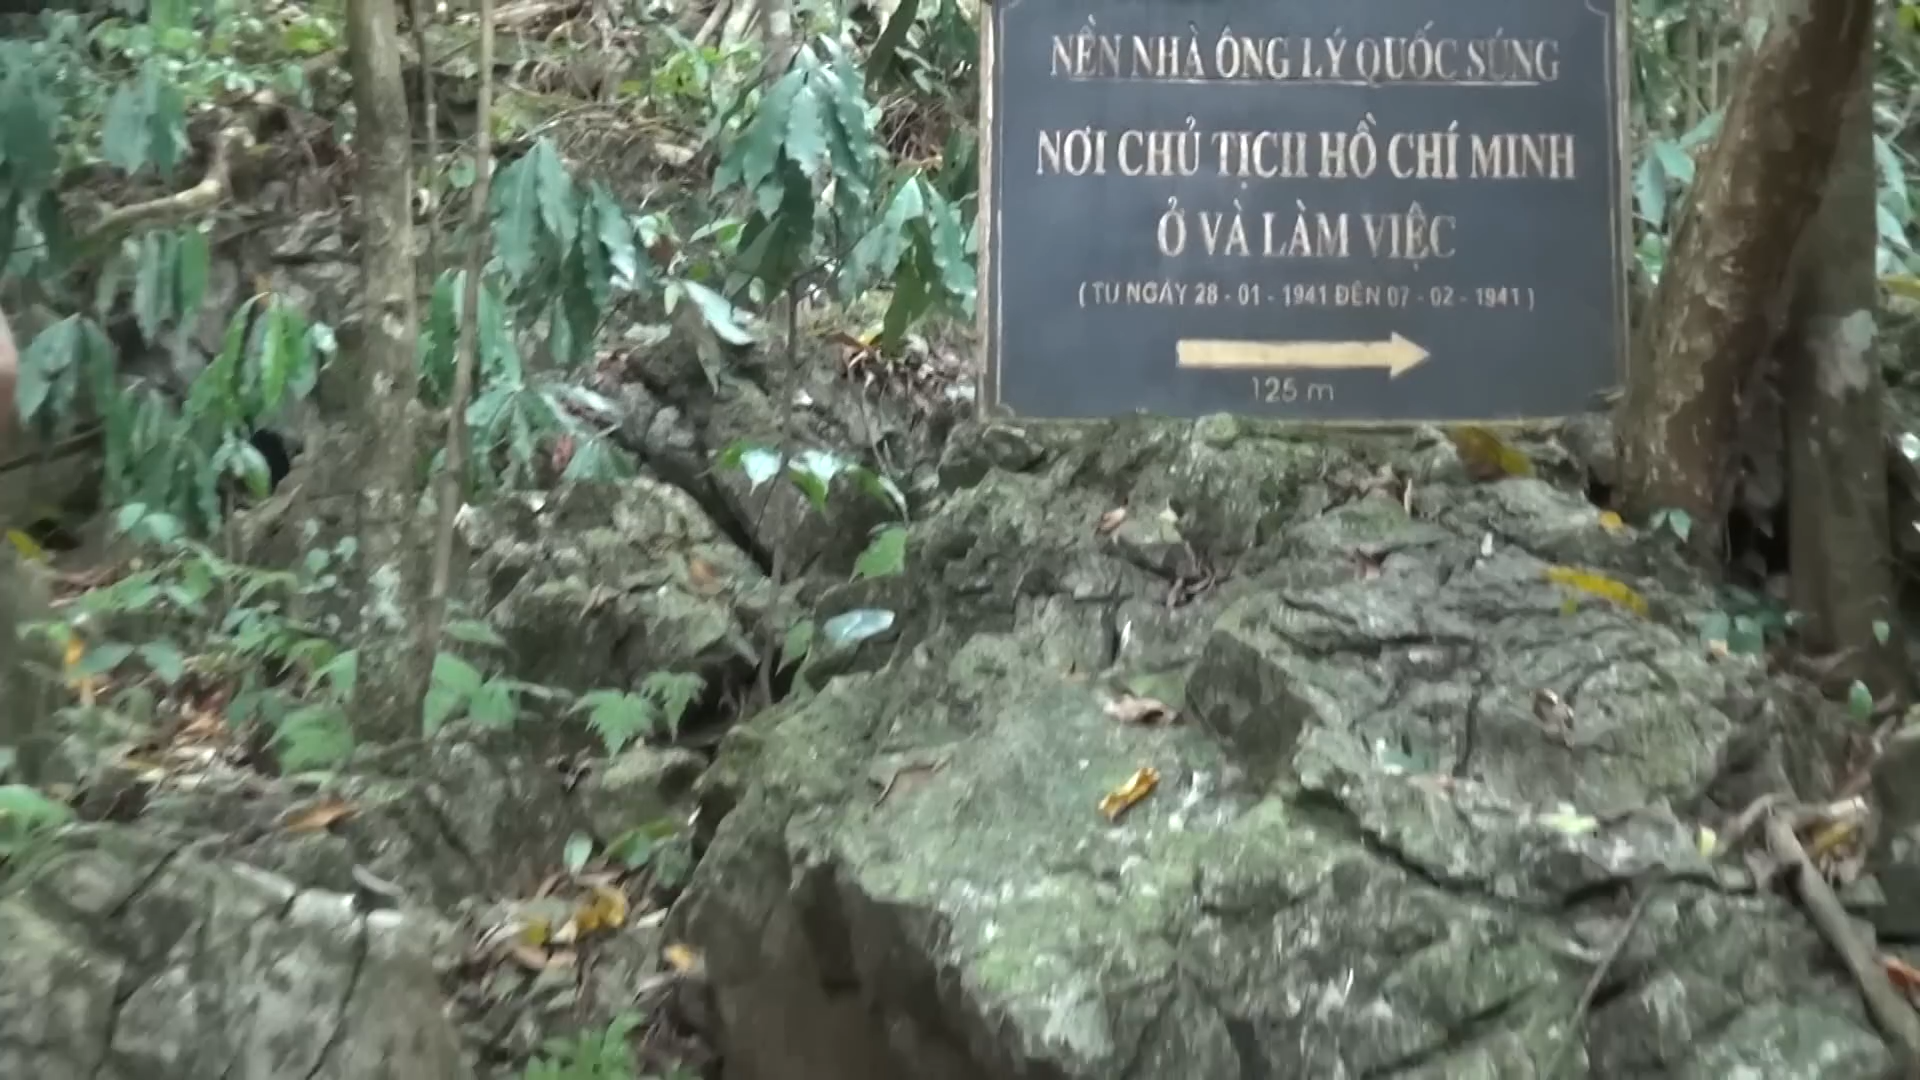 NỀN NHÀ ÔNG LÝ QUỐC SÚNG
NƠI CHỦ TỊCH HỒ CHÍ MINH
Ở VÀ LÀM VIỆC
( TỪ NGÀY 28 - 01 - 1941 ĐẾN 07 - 02 - 1941 )
125 m